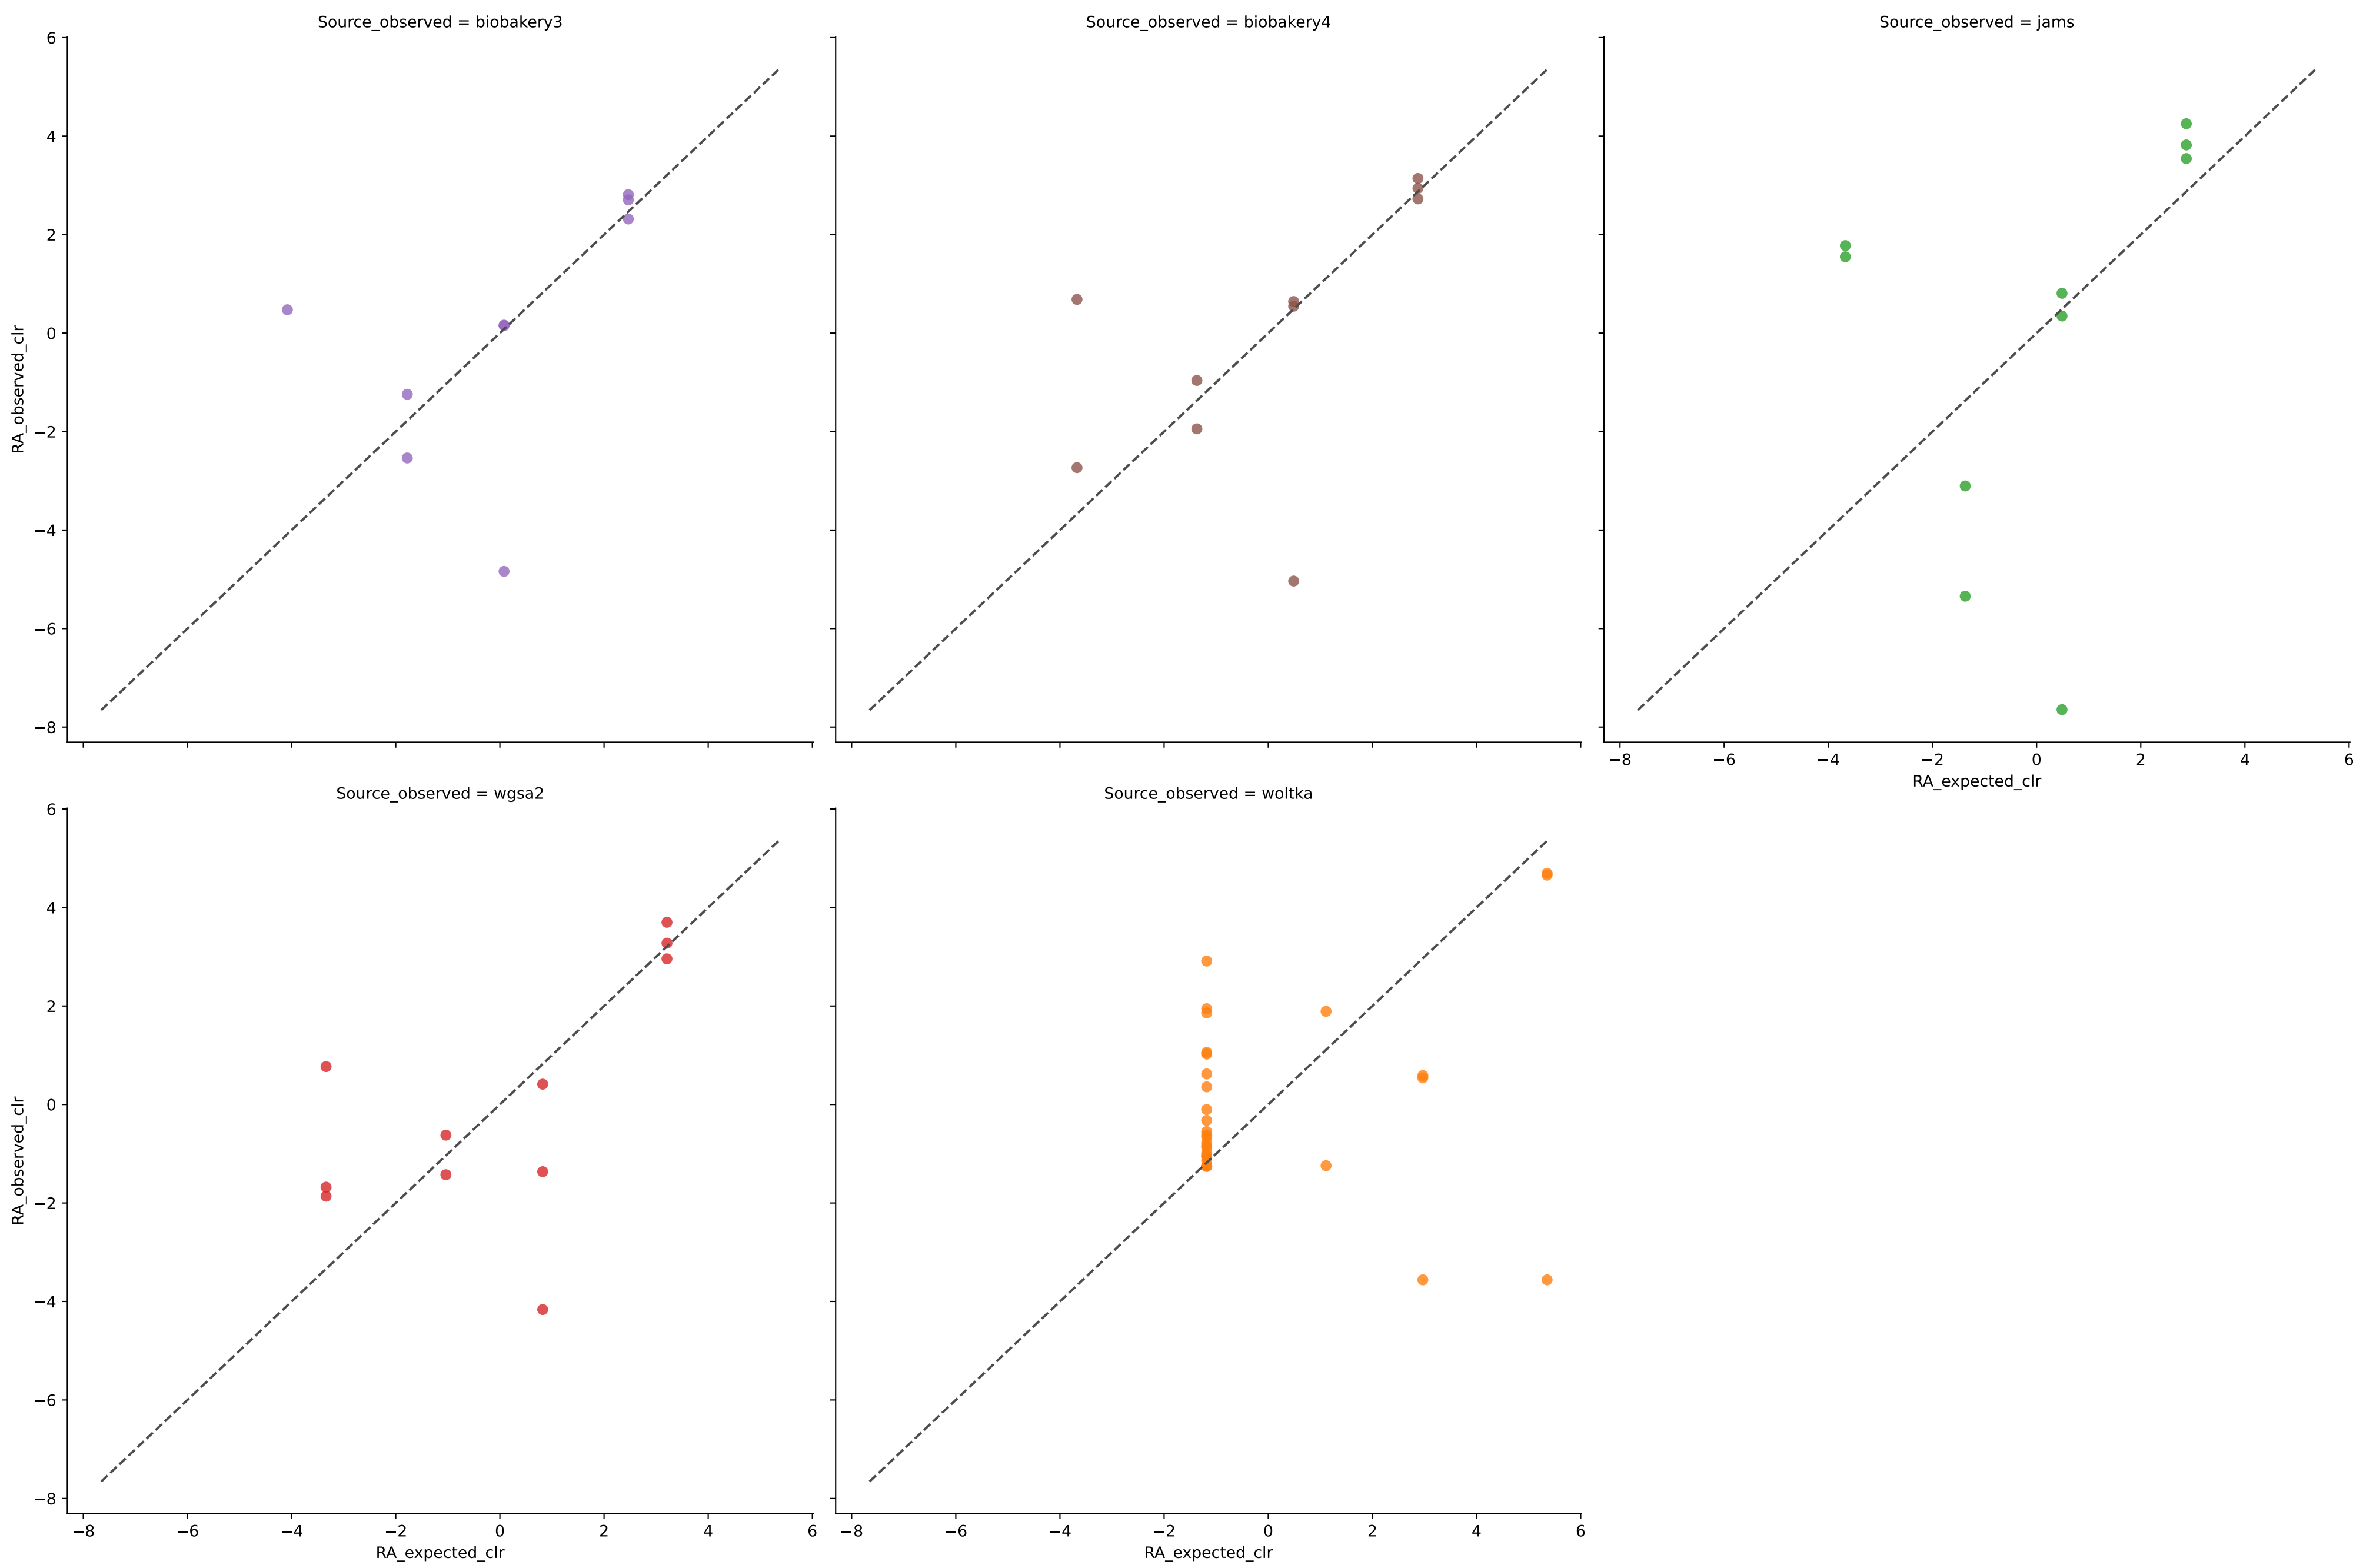 Source_observed = biobakery3
Source_observed = biobakery4
Source_observed = jams
6
4
2
0
−2
−4
−6
−8
RA_observed_clr
−8 −6 −4 −2 0 2 4 6
RA_expected_clr
Source_observed = wgsa2
Source_observed = woltka
6
4
2
0
−2
−4
−6
−8
RA_observed_clr
−8 −6 −4 −2 0 2 4 6
−8 −6 −4 −2 0 2 4 6
RA_expected_clr
RA_expected_clr